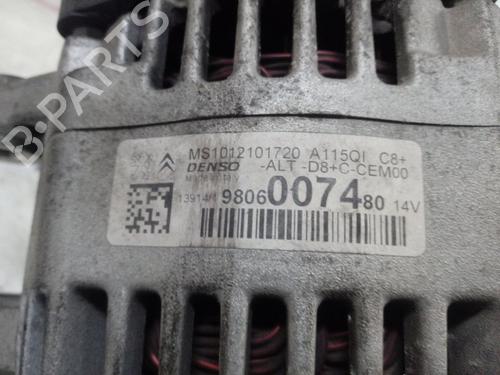 B-PARTS
MS1012101720 A115QI C8+
DENSO -ALT -D8+C-CEM00
9806007480 14V